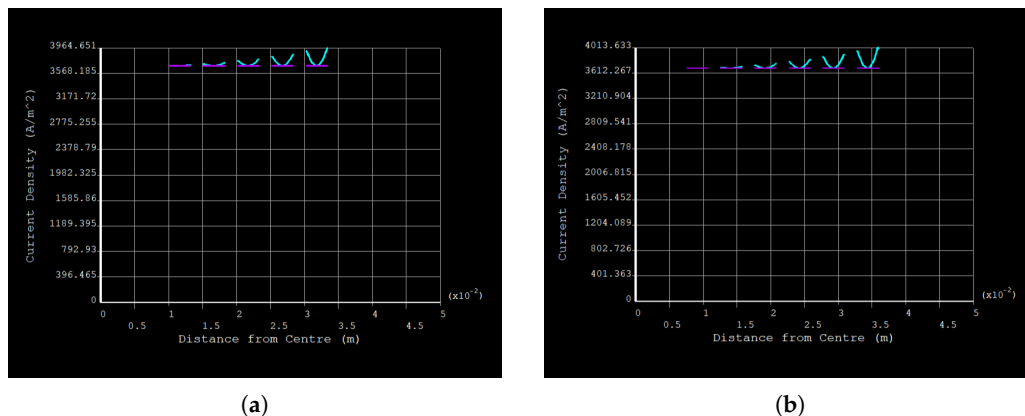 3964.651
3568.185
3171.72
2775.255
2378.79
1982.325
1585.86
1189.395
792.93
396.465
0
Current Density (A/m^2)
0 1 2 3 4 5
0.5 1.5 2.5 3.5 4.5
(x10⁻²)
Distance from Centre (m)
(a)
4013.633
3612.267
3210.904
2809.541
2408.178
2006.815
1605.452
1204.089
802.726
401.363
0
Current Density (A/m^2)
0 1 2 3 4 5
0.5 1.5 2.5 3.5 4.5
(x10⁻²)
Distance from Centre (m)
(b)